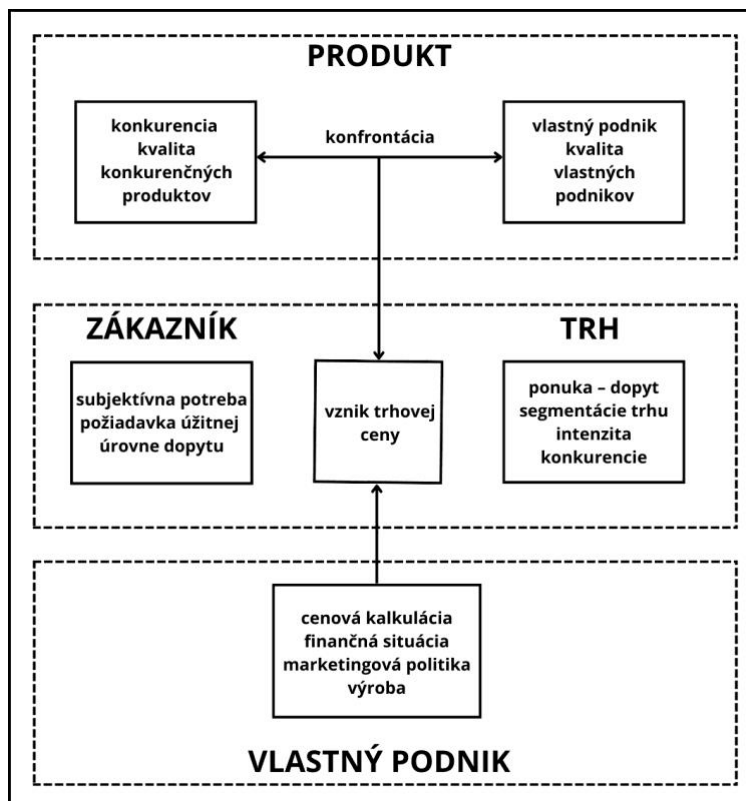 PRODUKT
konkurencia
kvalita
konkurenčných
produktov
konfrontácia
vlastný podnik
kvalita
vlastných
podnikov
ZÁKAZNÍK
subjektívna potreba
požiadavka úžitnej
úrovne dopytu
vznik trhovej
ceny
TRH
ponuka – dopyt
segmentácie trhu
intenzita
konkurencie
cenová kalkulácia
finančná situácia
marketingová politika
výroba
VLASTNÝ PODNIK